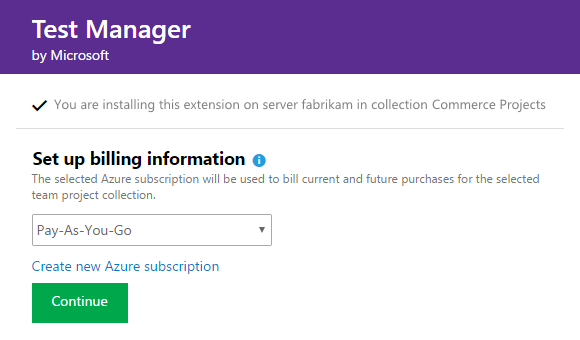 Test Manager
by Microsoft
You are installing this extension on server fabrikam in collection Commerce Projects
Set up billing information
The selected Azure subscription will be used to bill current and future purchases for the selected
team project collection.
Pay-As-You-Go
Create new Azure subscription
Continue